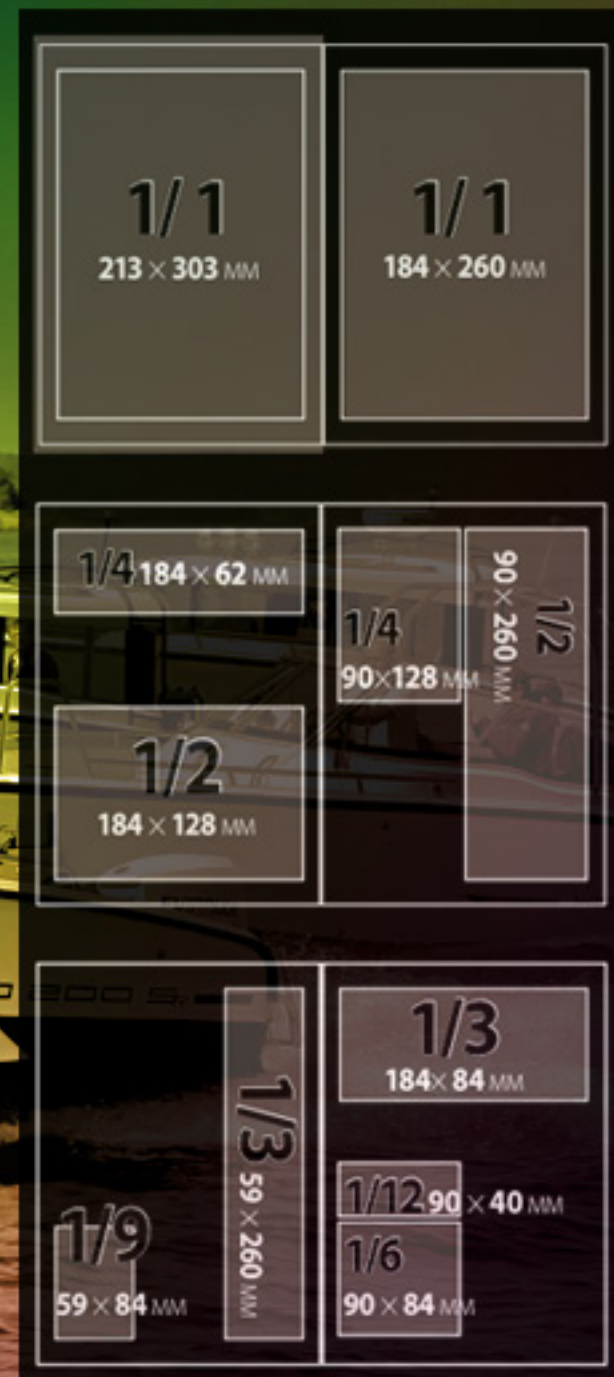 1/1
213 × 303 MM
1/1
184 × 260 MM
1/4 184 × 62 MM
1/4
90×128 MM
1/2
90 × 260 MM
1/2
184 × 128 MM
1/3
184× 84 MM
1/3
59 × 260 MM
1/12 90 × 40 MM
1/9
59 × 84 MM
1/6
90 × 84 MM